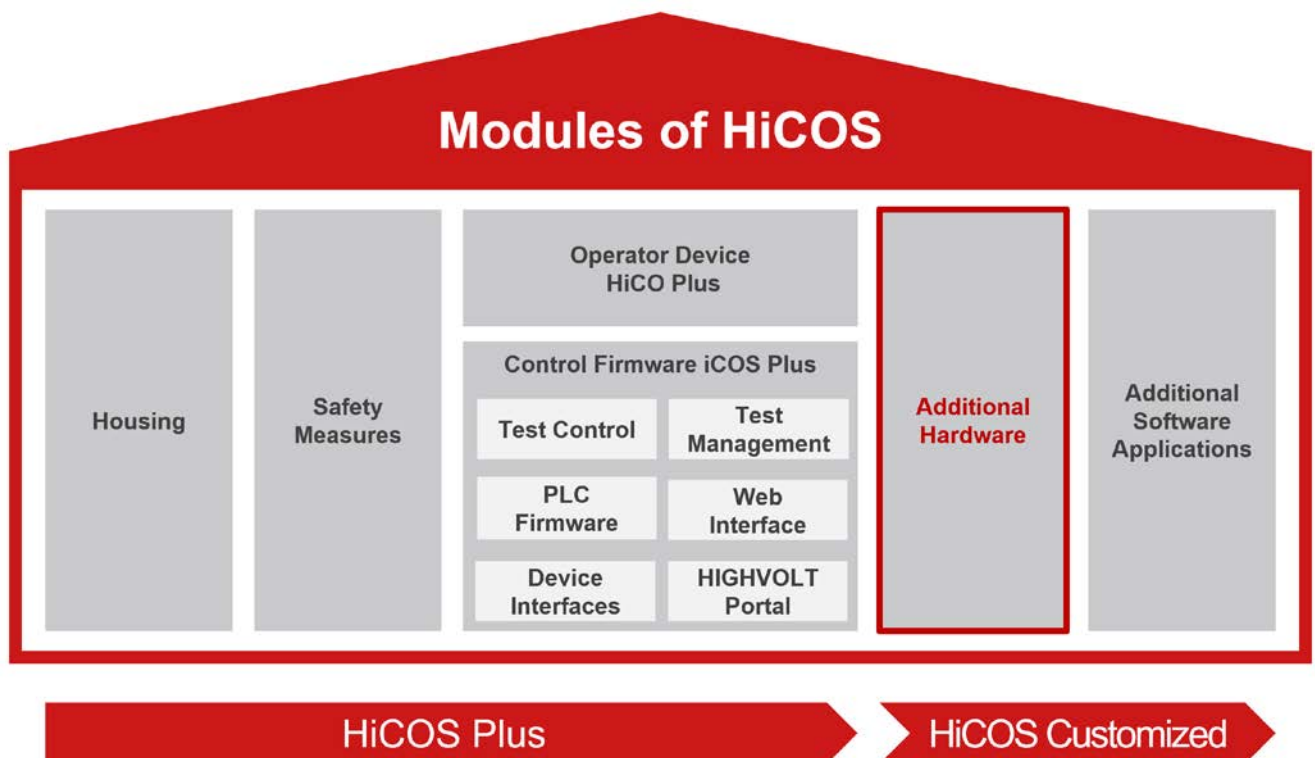 Modules of HiCOS
Housing
Safety
Measures
Operator Device
HiCO Plus
Control Firmware iCOS Plus
Test Control
Test
Management
PLC
Firmware
Web
Interface
Device
Interfaces
HIGHVOLT
Portal
Additional
Hardware
Additional
Software
Applications
HiCOS Plus
HiCOS Customized